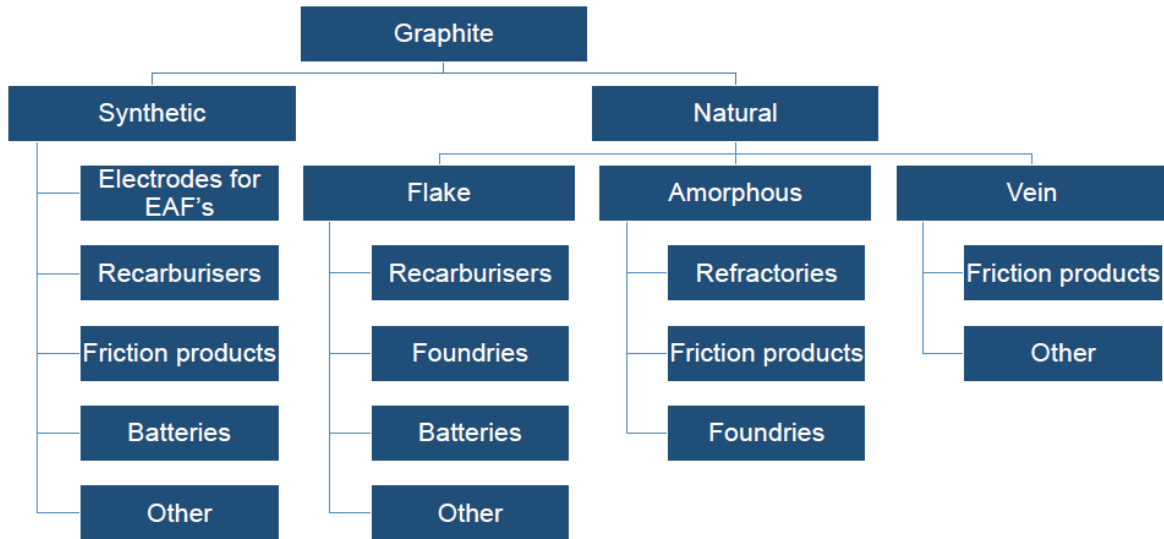 Graphite
Synthetic
Natural
Electrodes for
EAF's
Recarburisers
Friction products
Batteries
Other
Flake
Recarburisers
Foundries
Batteries
Other
Amorphous
Refractories
Friction products
Foundries
Vein
Friction products
Other